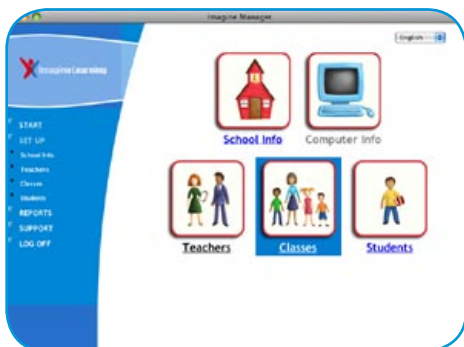 Imagine Manager
English
Imagine Learning
START
SET UP
School Info
Teachers
Classes
Students
REPORTS
SUPPORT
LOG OFF
School Info
Computer Info
Teachers
Classes
Students